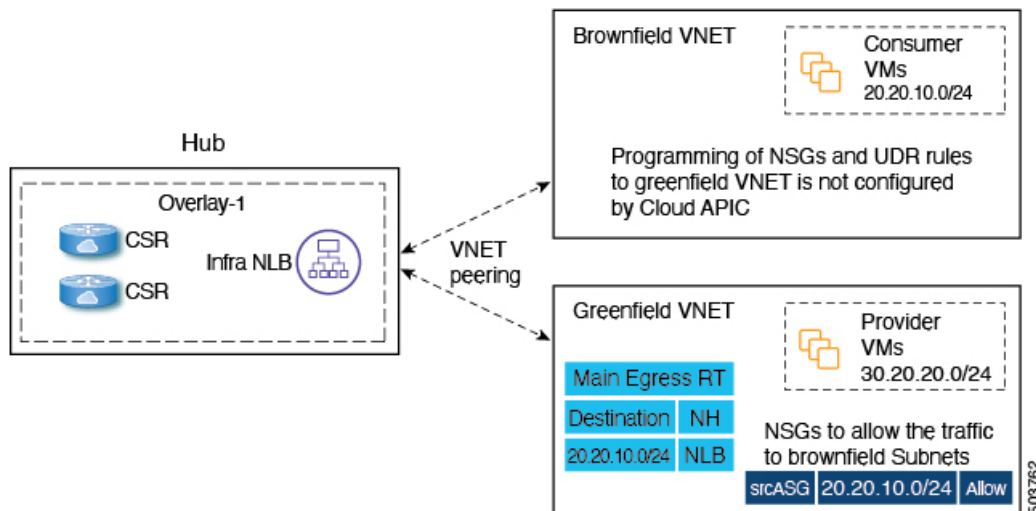 Hub
Overlay-1
CSR
CSR
Infra NLB
VNET
peering
Brownfield VNET
Consumer
VMs
20.20.10.0/24
Programming of NSGs and UDR rules
to greenfield VNET is not configured
by Cloud APIC
Greenfield VNET
Provider
VMs
30.20.20.0/24
Main Egress RT
Destination NH
20.20.10.0/24 NLB
NSGs to allow the traffic
to brownfield Subnets
srcASG 20.20.10.0/24 Allow
503762